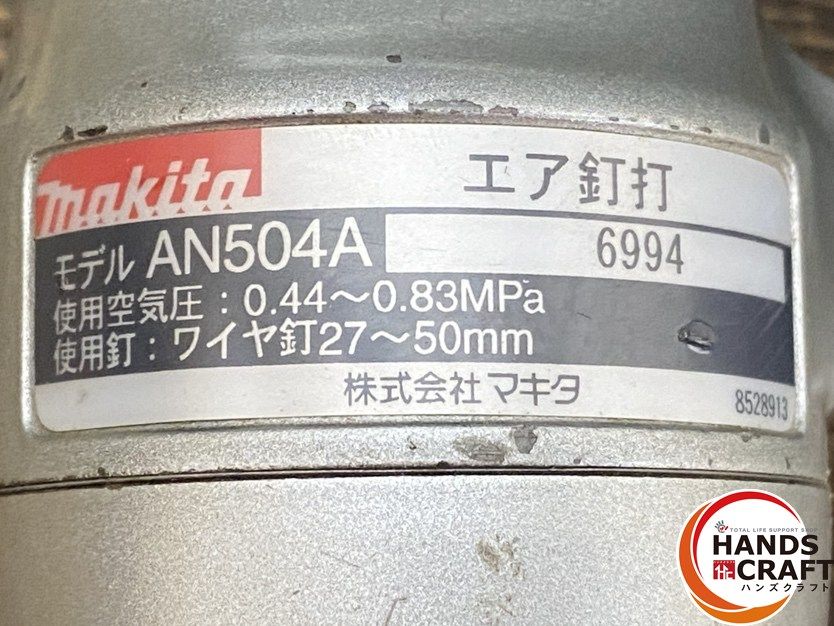 makita
エア釘打
モデル AN504A
6994
使用空気圧：0.44～0.83MPa
使用釘：ワイヤ釘27～50mm
株式会社マキタ
8528913
TOTAL LIFE SUPPORT SHOP
HANDS
CRAFT
ハンズクラフト